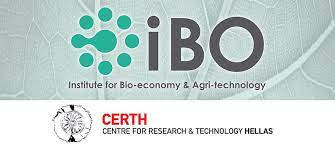 iBO
Institute for Bio-economy & Agri-technology
CERTH
CENTRE FOR RESEARCH & TECHNOLOGY HELLAS